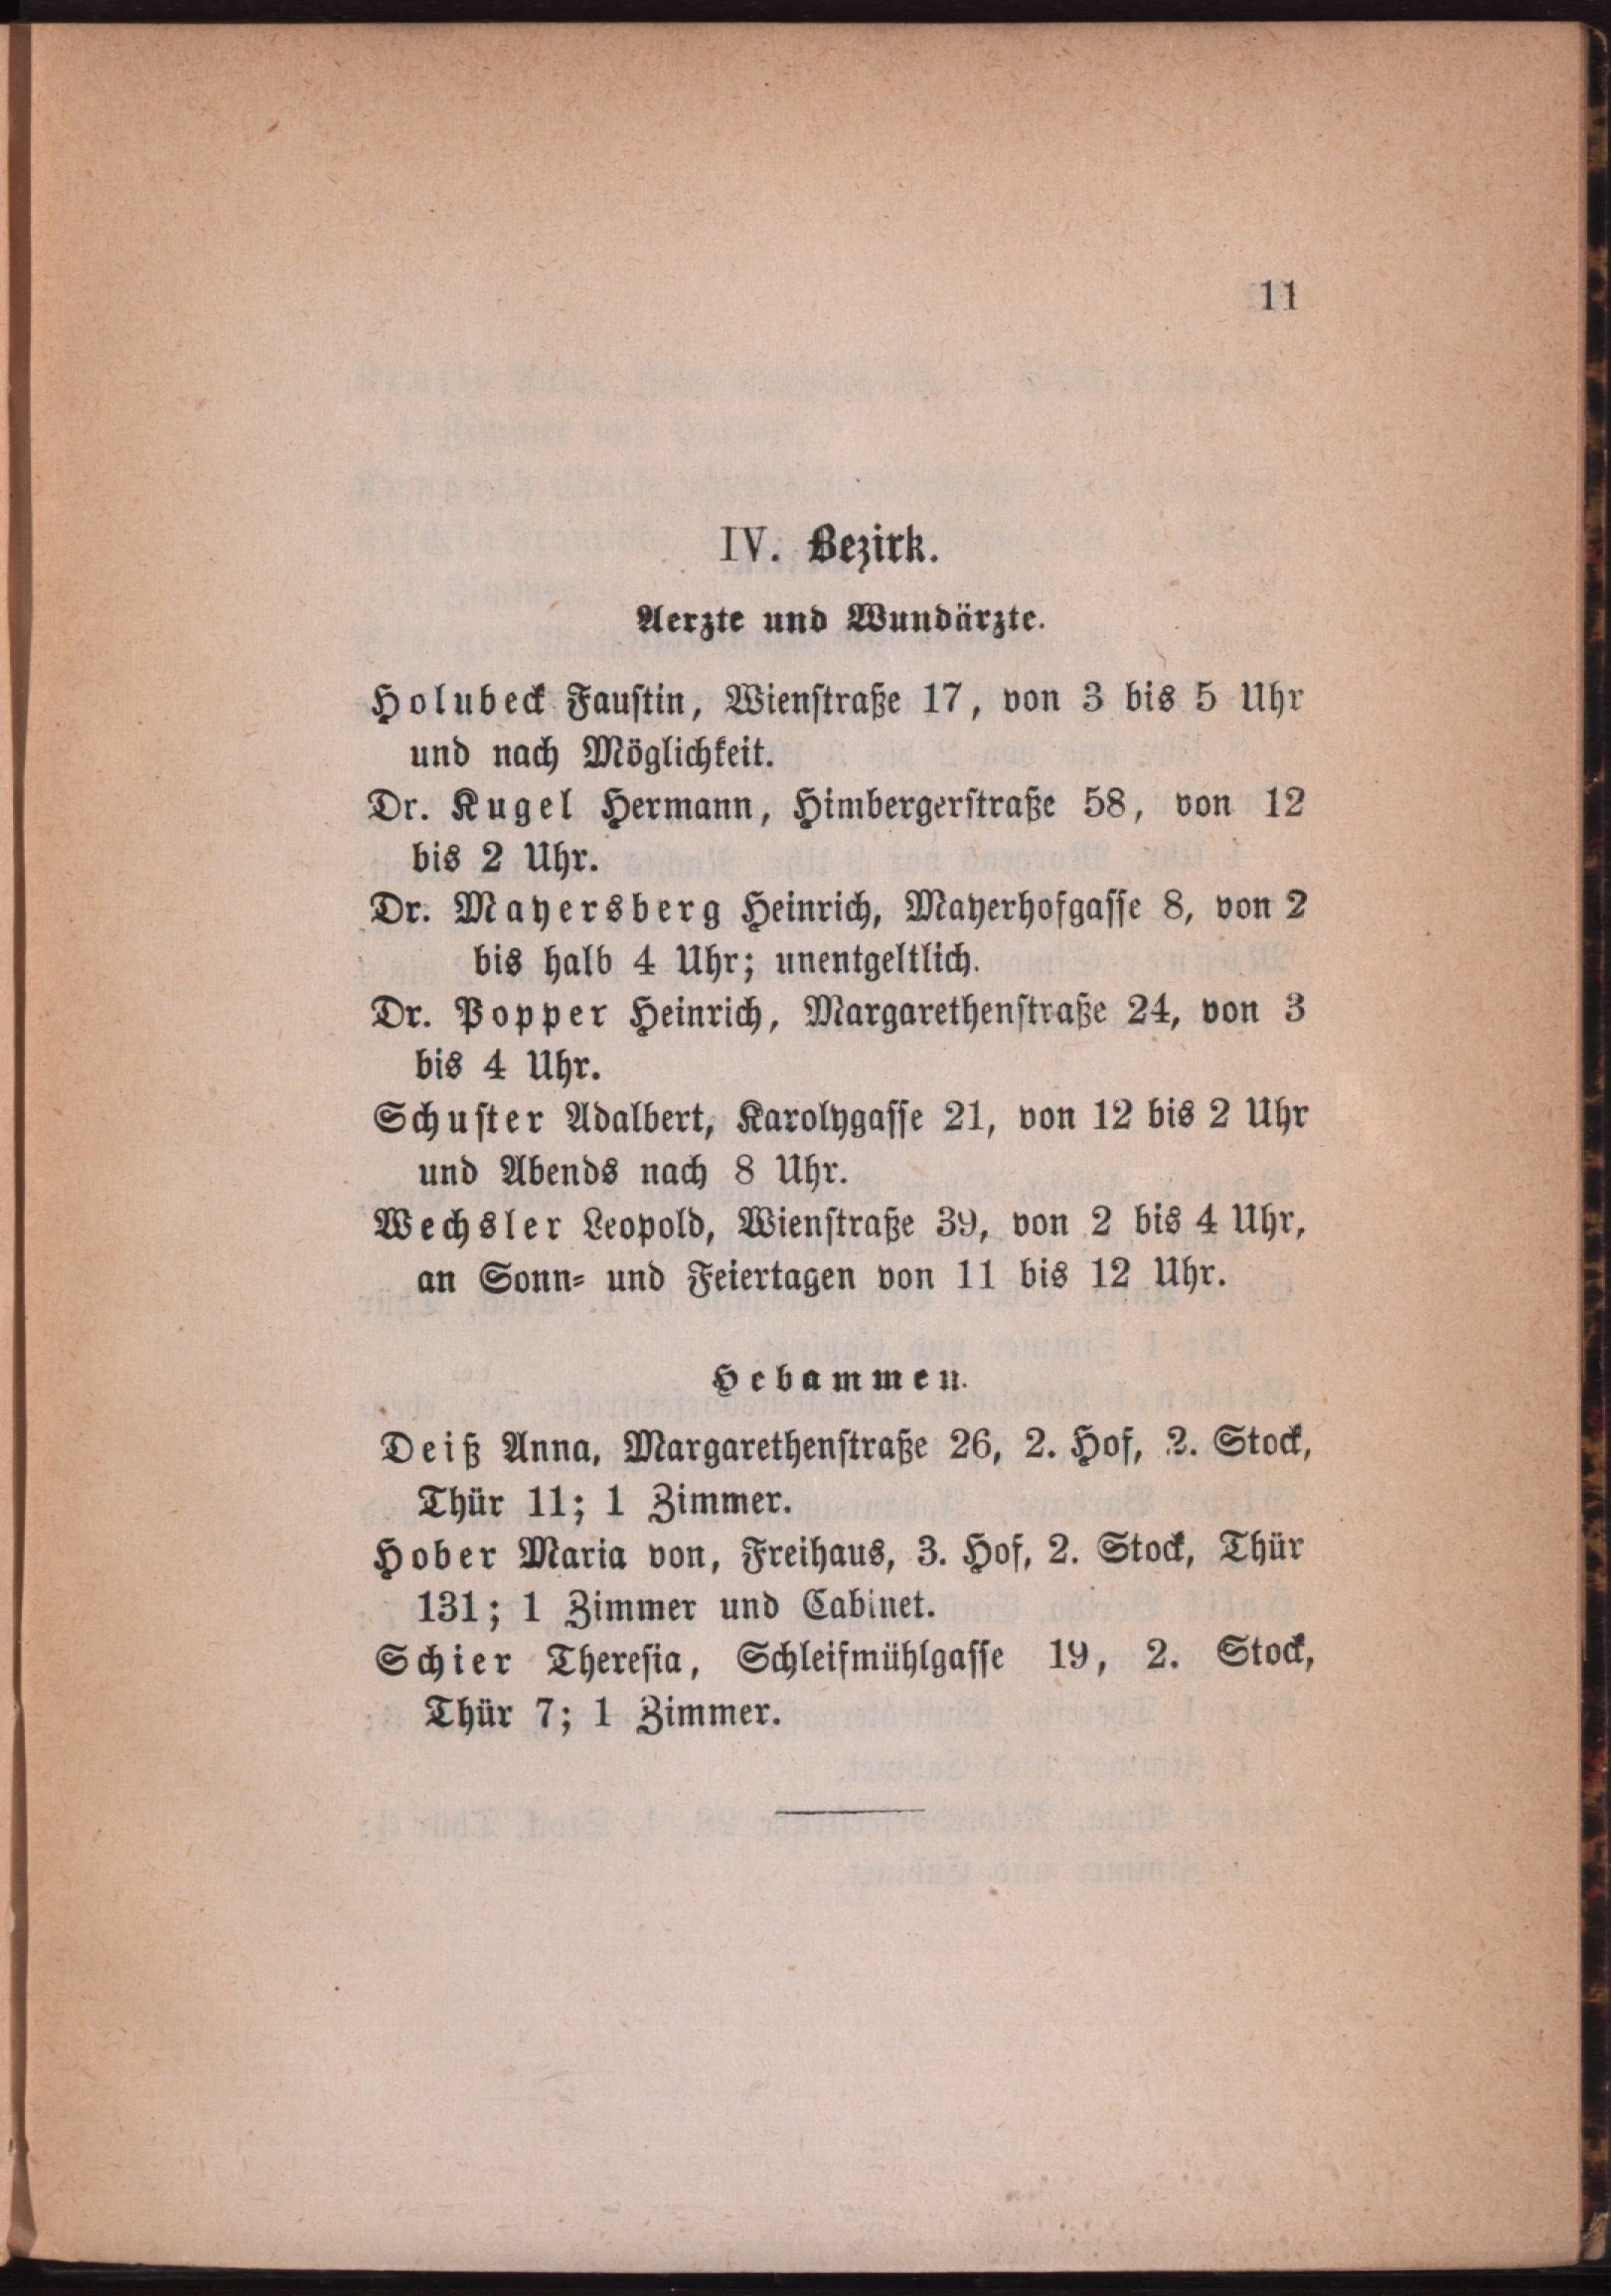 11
IV. Bezirk.
Aerzte und Wundärzte.
Holubeck Faustin, Wienstraße 17, von 3 bis 5 Uhr
und nach Möglichkeit.
Dr. Kugel Hermann, Himbergerstraße 58, von 12
bis 2 Uhr.
Dr. Mayersberg Heinrich, Mayerhofgasse 8, von 2
bis halb 4 Uhr; unentgeltlich.
Dr. Popper Heinrich, Margarethenstraße 24, von 3
bis 4 Uhr.
Schuster Adalbert, Karolygasse 21, von 12 bis 2 Uhr
und Abends nach 8 Uhr.
Wechsler Leopold, Wienstraße 39, von 2 bis 4 Uhr,
an Sonn- und Feiertagen von 11 bis 12 Uhr.
Hebammen.
Deiß Anna, Margarethenstraße 26, 2. Hof, 2. Stock,
Thür 11; 1 Zimmer.
Hober Maria von, Freihaus, 3. Hof, 2. Stock, Thür
131; 1 Zimmer und Cabinet.
Schier Theresia, Schleifmühlgasse 19, 2. Stock,
Thür 7; 1 Zimmer.